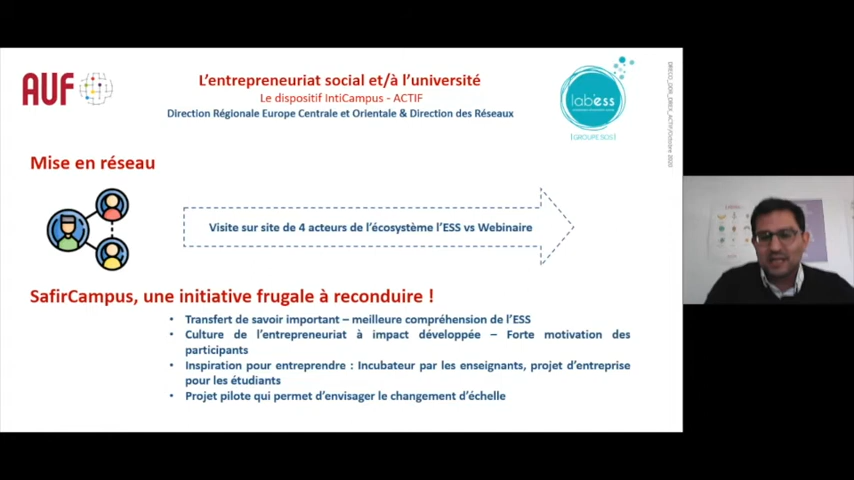 AUF
L'entrepreneuriat social et/à l'université
Le dispositif IntiCampus - ACTIF
Direction Régionale Europe Centrale et Orientale & Direction des Réseaux
lab'ess
[GROUPE SOS]
Mise en réseau
Visite sur site de 4 acteurs de l'écosystème l'ESS vs Webinaire
SafirCampus, une initiative frugale à reconduire !
• Transfert de savoir important – meilleure compréhension de l'ESS
• Culture de l'entrepreneuriat à impact développée – Forte motivation des
participants
• Inspiration pour entreprendre : Incubateur par les enseignants, projet d'entreprise
pour les étudiants
• Projet pilote qui permet d'envisager le changement d'échelle